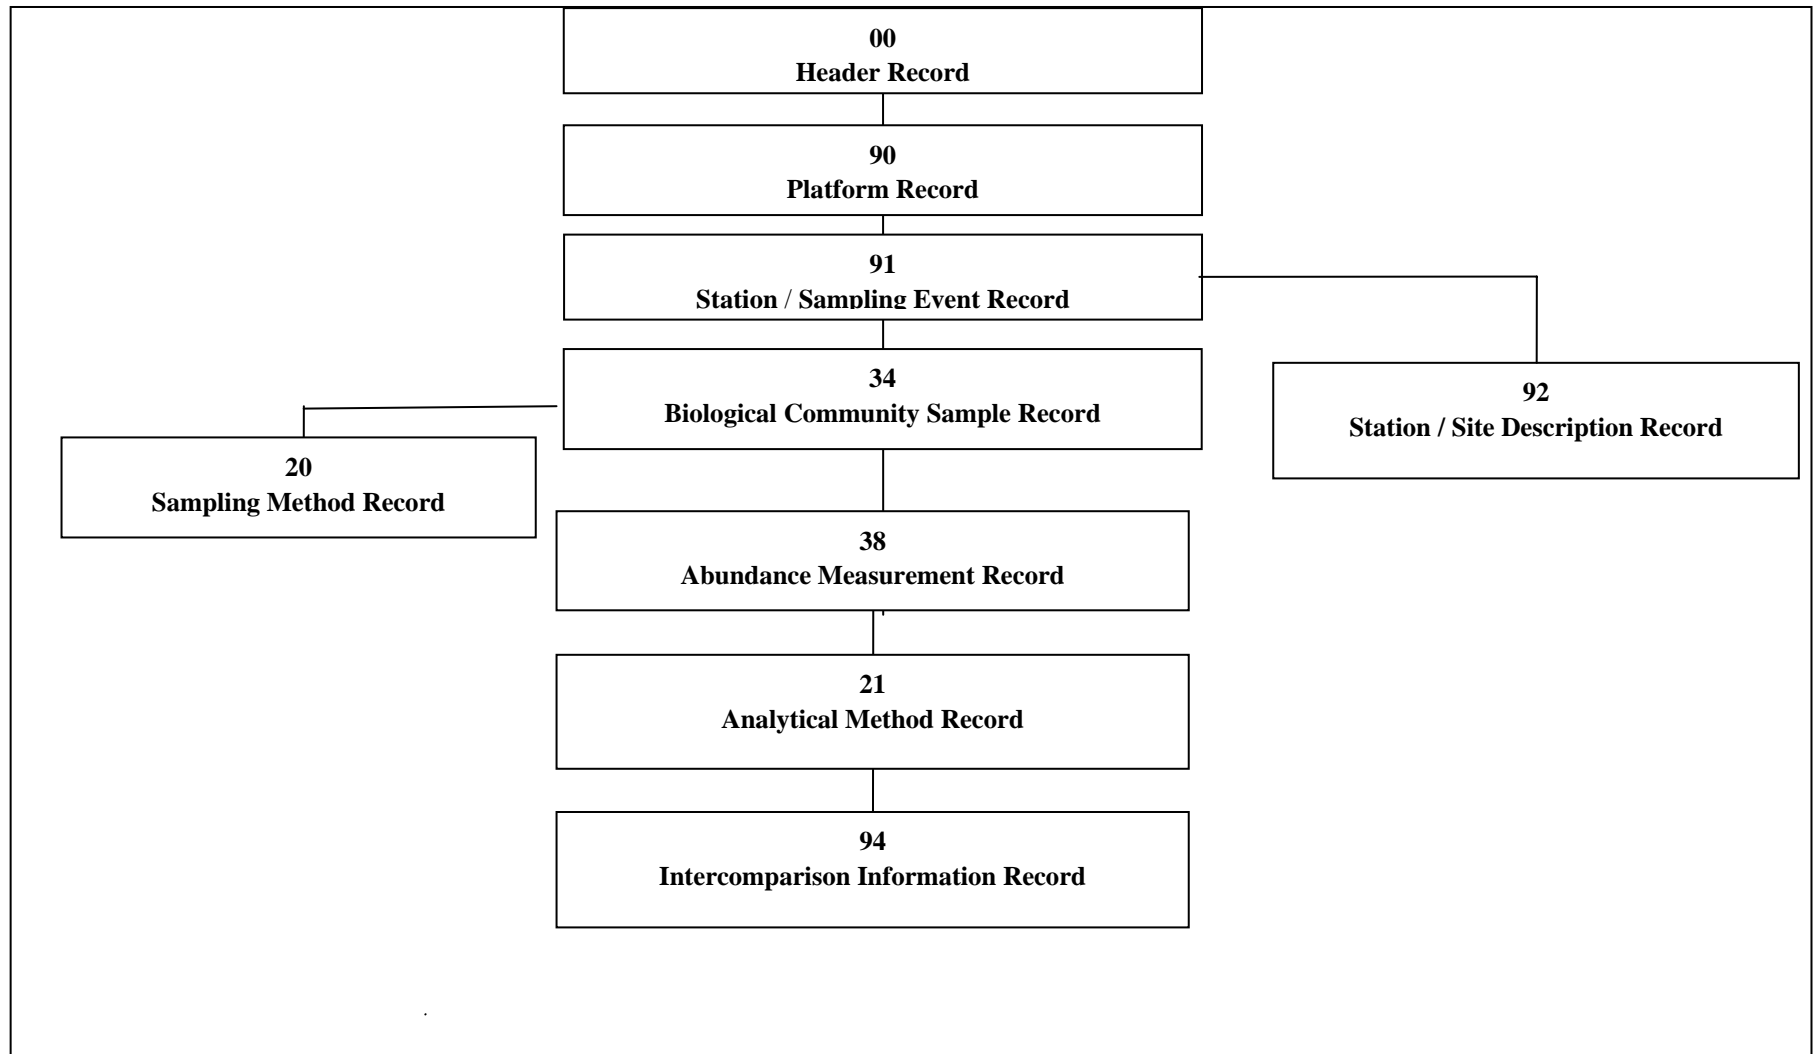 00
Header Record
90
Platform Record
91
Station / Sampling Event Record
34
Biological Community Sample Record
92
Station / Site Description Record
20
Sampling Method Record
38
Abundance Measurement Record
21
Analytical Method Record
94
Intercomparison Information Record